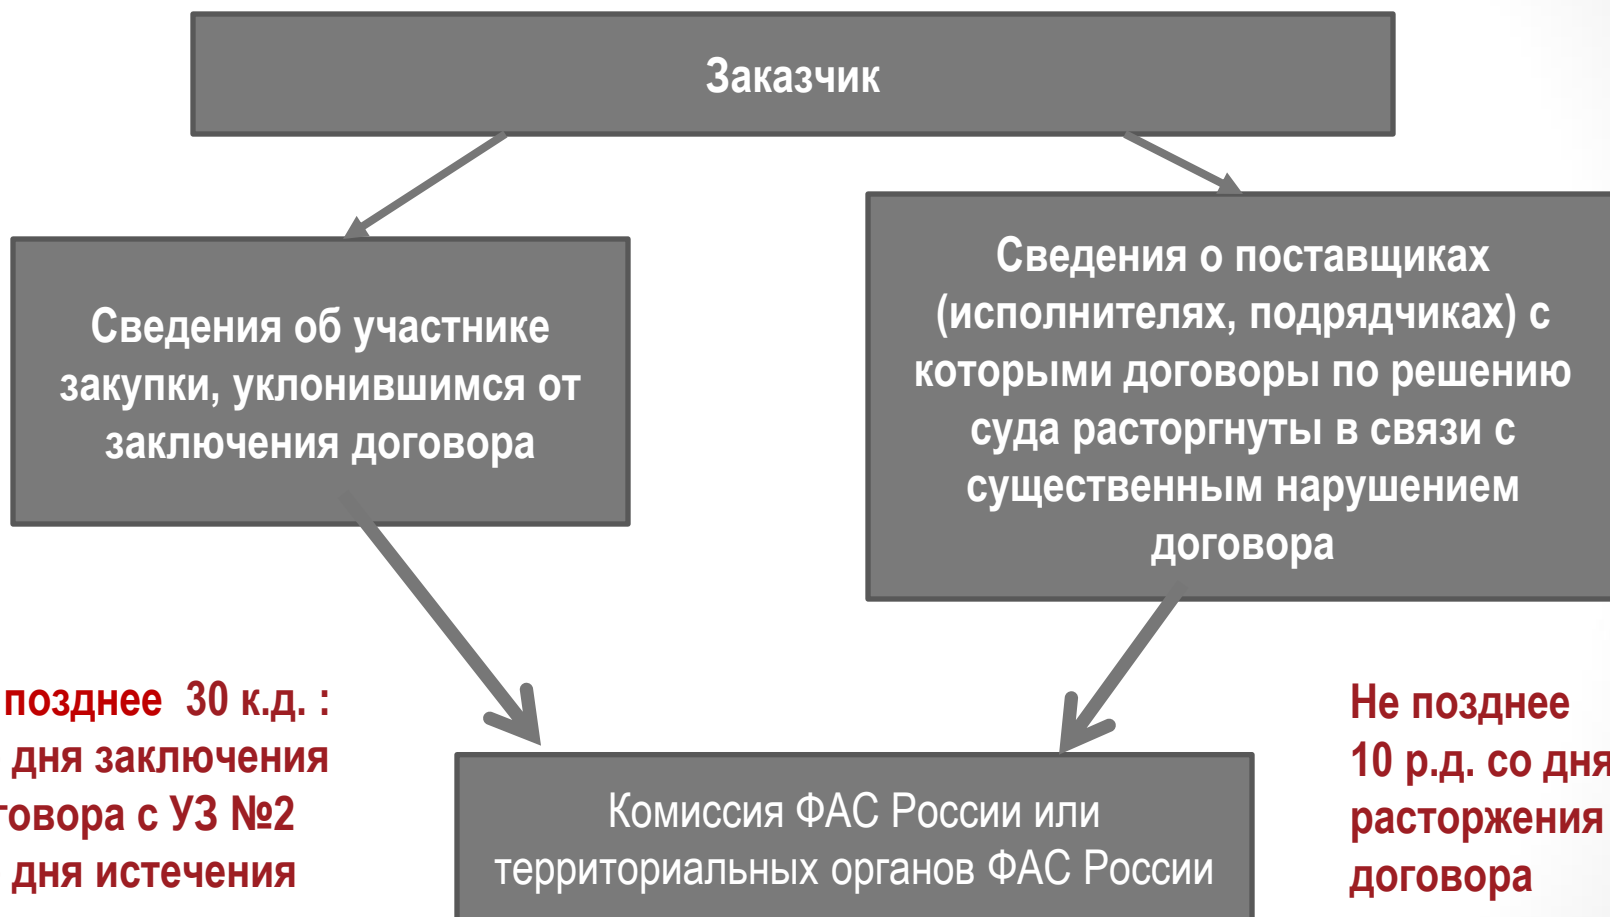 Заказчик
Сведения об участнике
закупки, уклонившимся от
заключения договора
Сведения о поставщиках
(исполнителях, подрядчиках) с
которыми договоры по решению
суда расторгнуты в связи с
существенным нарушением
договора
позднее 30 к.д. :
дня заключения
говора с УЗ №2
дня истечения
Комиссия ФАС России или
территориальных органов ФАС России
Не позднее
10 р.д. со дня
расторжения
договора